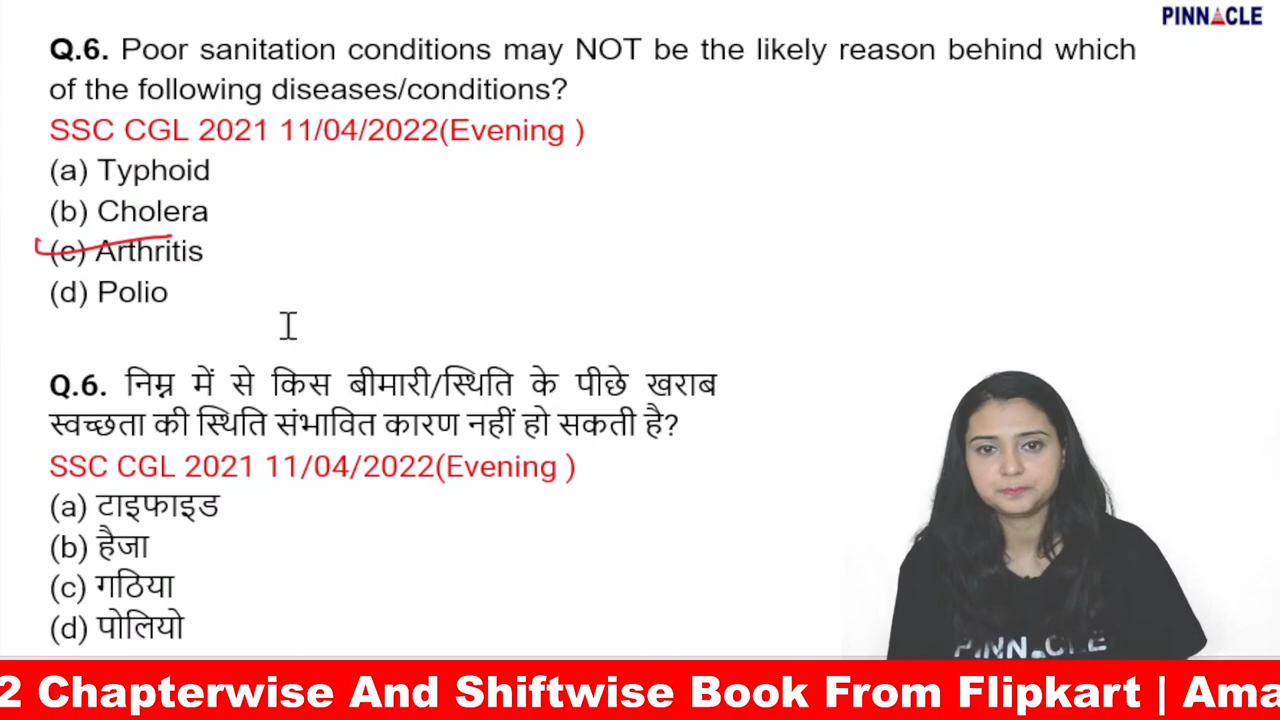 PINNACLE
Q.6. Poor sanitation conditions may NOT be the likely reason behind which
of the following diseases/conditions?
SSC CGL 2021 11/04/2022(Evening )
(a) Typhoid
(b) Cholera
(c) Arthritis
(d) Polio
Q.6. निम्न में से किस बीमारी/स्थिति के पीछे खराब
स्वच्छता की स्थिति संभावित कारण नहीं हो सकती है?
SSC CGL 2021 11/04/2022(Evening )
(a) टाइफाइड
(b) हैजा
(c) गठिया
(d) पोलियो
PINNACLE
2 Chapterwise And Shiftwise Book From Flipkart | Ama